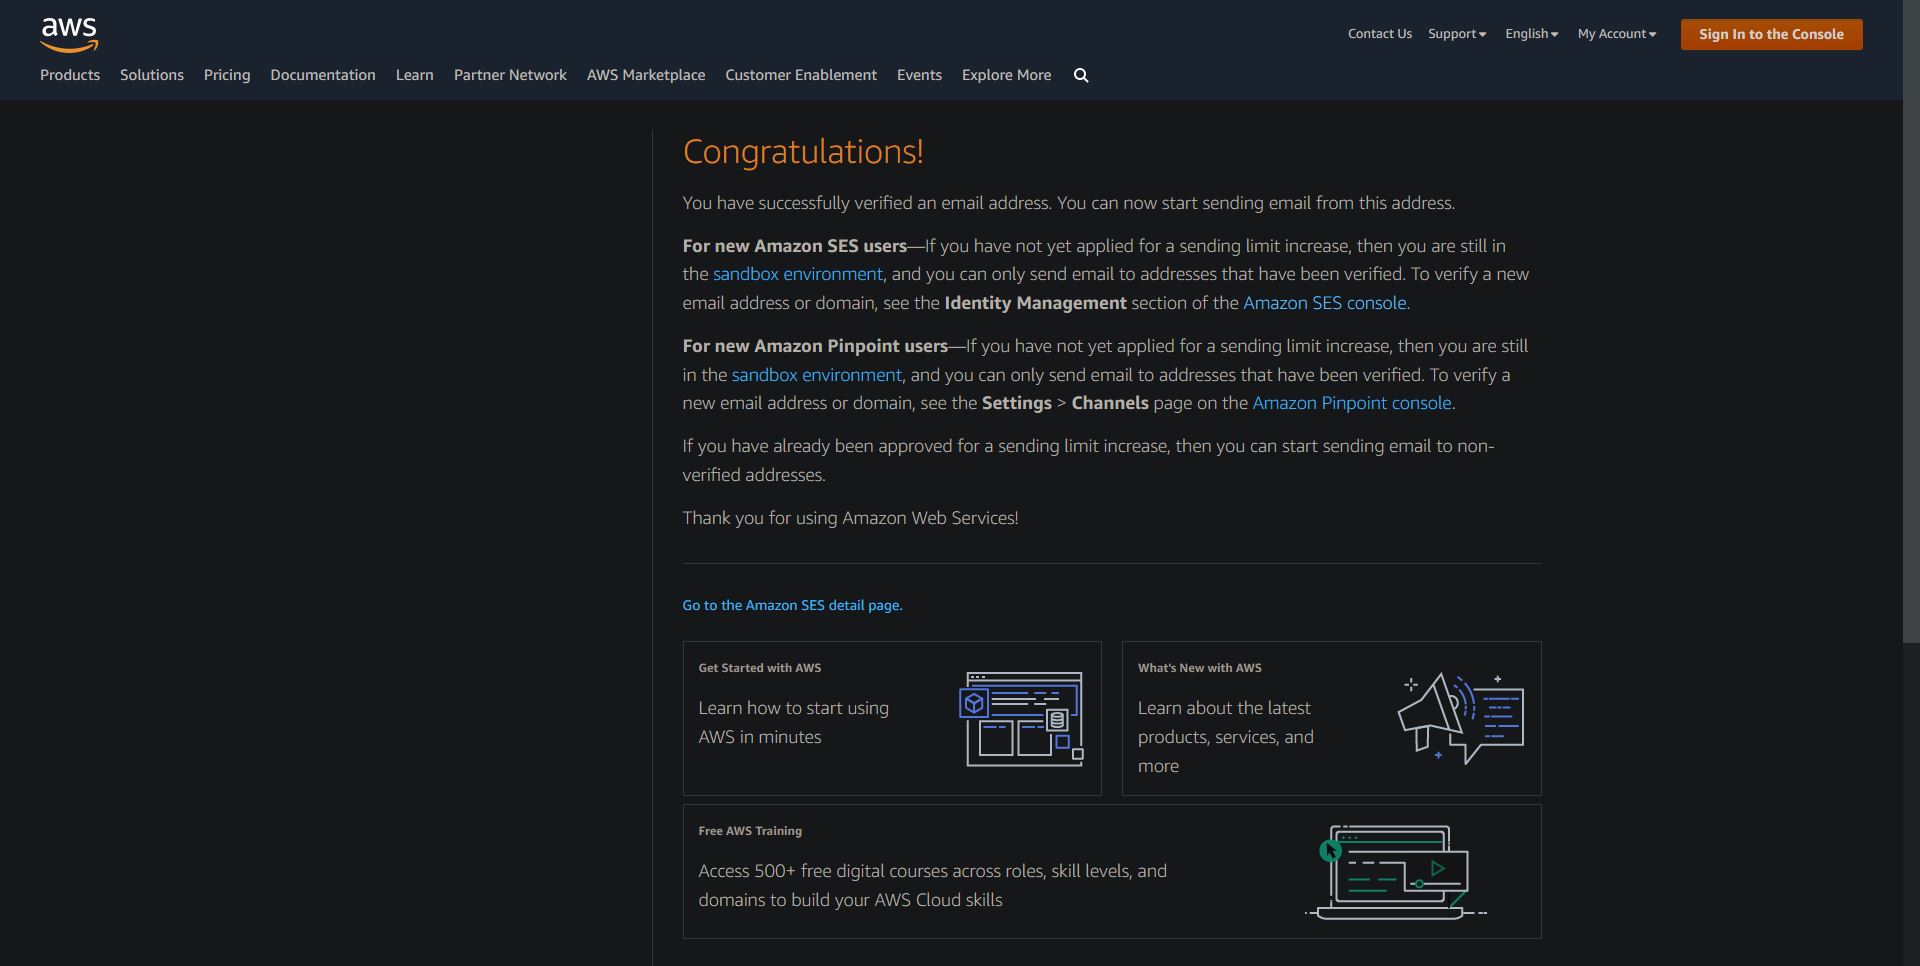 aws
Contact Us Support English My Account Sign In to the Console
Products Solutions Pricing Documentation Learn Partner Network AWS Marketplace Customer Enablement Events Explore More
Congratulations!
You have successfully verified an email address. You can now start sending email from this address.
For new Amazon SES users—If you have not yet applied for a sending limit increase, then you are still in
the sandbox environment, and you can only send email to addresses that have been verified. To verify a new
email address or domain, see the Identity Management section of the Amazon SES console.
For new Amazon Pinpoint users—If you have not yet applied for a sending limit increase, then you are still
in the sandbox environment, and you can only send email to addresses that have been verified. To verify a
new email address or domain, see the Settings > Channels page on the Amazon Pinpoint console.
If you have already been approved for a sending limit increase, then you can start sending email to non-
verified addresses.
Thank you for using Amazon Web Services!
Go to the Amazon SES detail page.
Get Started with AWS
Learn how to start using
AWS in minutes
What's New with AWS
Learn about the latest
products, services, and
more
Free AWS Training
Access 500+ free digital courses across roles, skill levels, and
domains to build your AWS Cloud skills